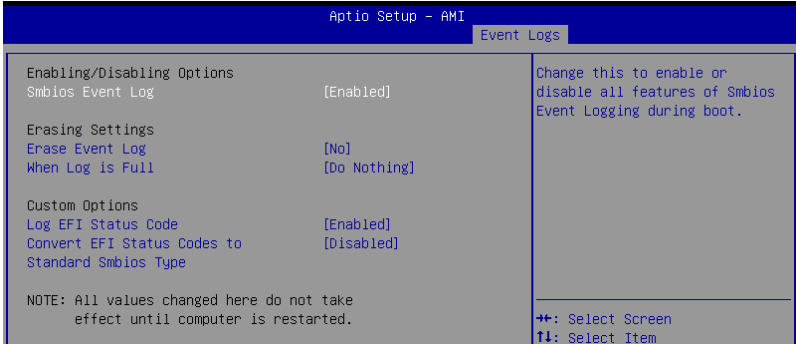 Aptio Setup – AMI
Event Logs
Enabling/Disabling Options
Smbios Event Log [Enabled]
Erasing Settings
Erase Event Log [No]
When Log is Full [Do Nothing]
Custom Options
Log EFI Status Code [Enabled]
Convert EFI Status Codes to [Disabled]
Standard Smbios Type
NOTE: All values changed here do not take
effect until computer is restarted.
Change this to enable or
disable all features of Smbios
Event Logging during boot.
→←: Select Screen
↑↓: Select Item